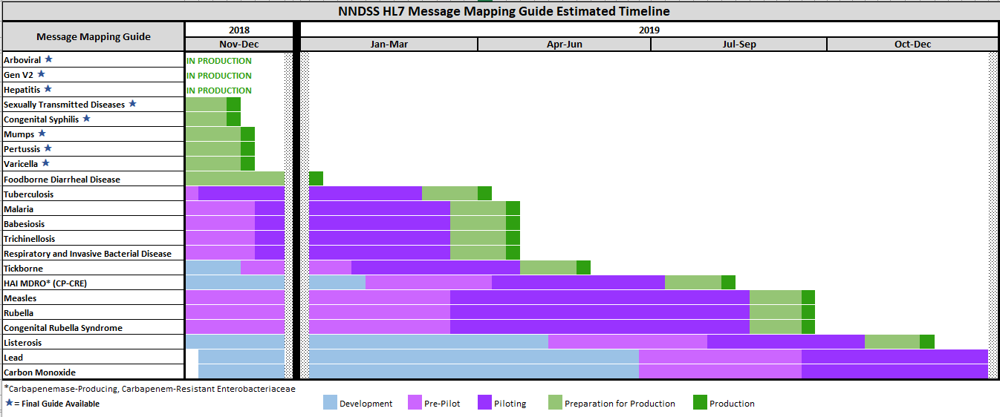 NNDSS HL7 Message Mapping Guide Estimated Timeline
Message Mapping Guide
2018
2019
Nov-Dec
Jan-Mar
Apr-Jun
Jul-Sep
Oct-Dec
Arboviral ★ IN PRODUCTION
Gen V2 ★ IN PRODUCTION
Hepatitis ★ IN PRODUCTION
Sexually Transmitted Diseases ★
Congenital Syphilis ★
Mumps ★
Pertussis ★
Varicella ★
Foodborne Diarrheal Disease
Tuberculosis
Malaria
Babesiosis
Trichinellosis
Respiratory and Invasive Bacterial Disease
Tickborne
HAI MDRO* (CP-CRE)
Measles
Rubella
Congenital Rubella Syndrome
Listerosis
Lead
Carbon Monoxide
*Carbapenemase-Producing, Carbapenem-Resistant Enterobacteriaceae
★= Final Guide Available
Development
Pre-Pilot
Piloting
Preparation for Production
Production